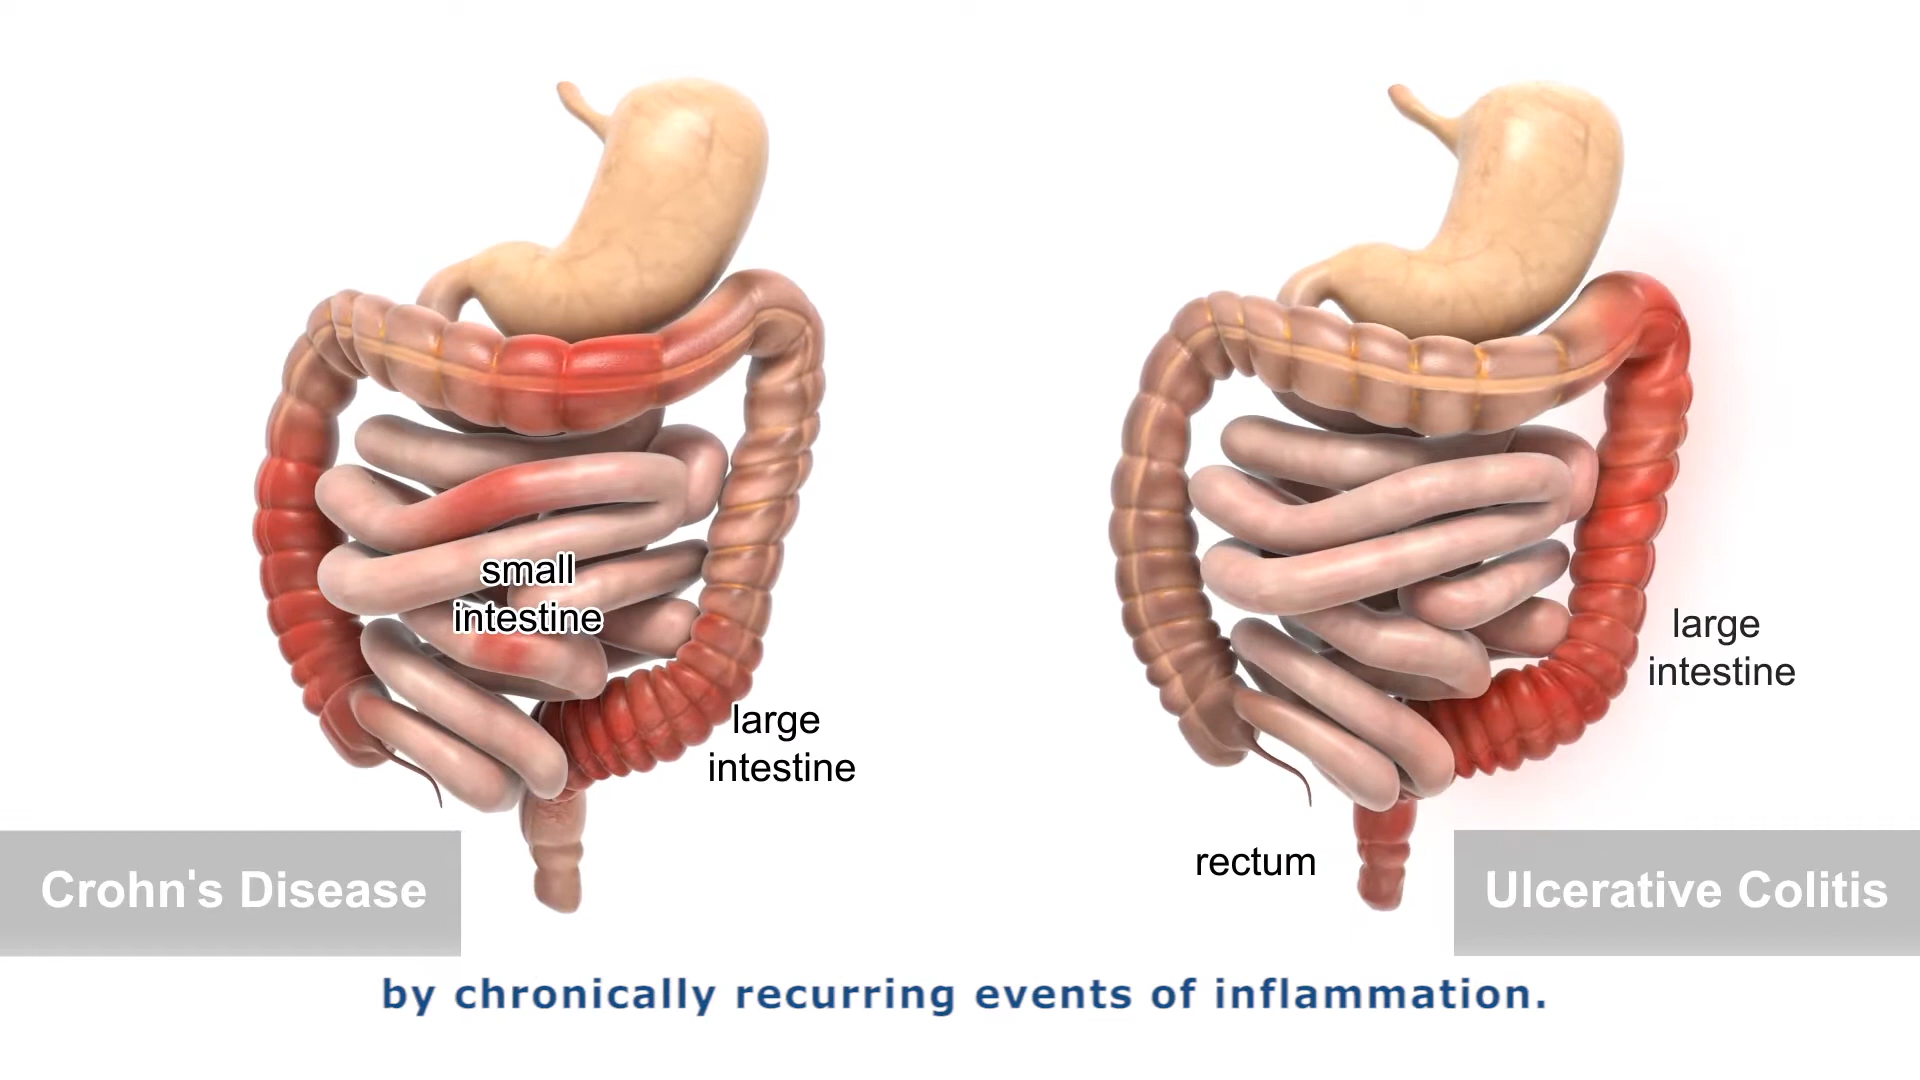 small
intestine
large
intestine
Crohn's Disease
large
intestine
rectum
Ulcerative Colitis
by chronically recurring events of inflammation.